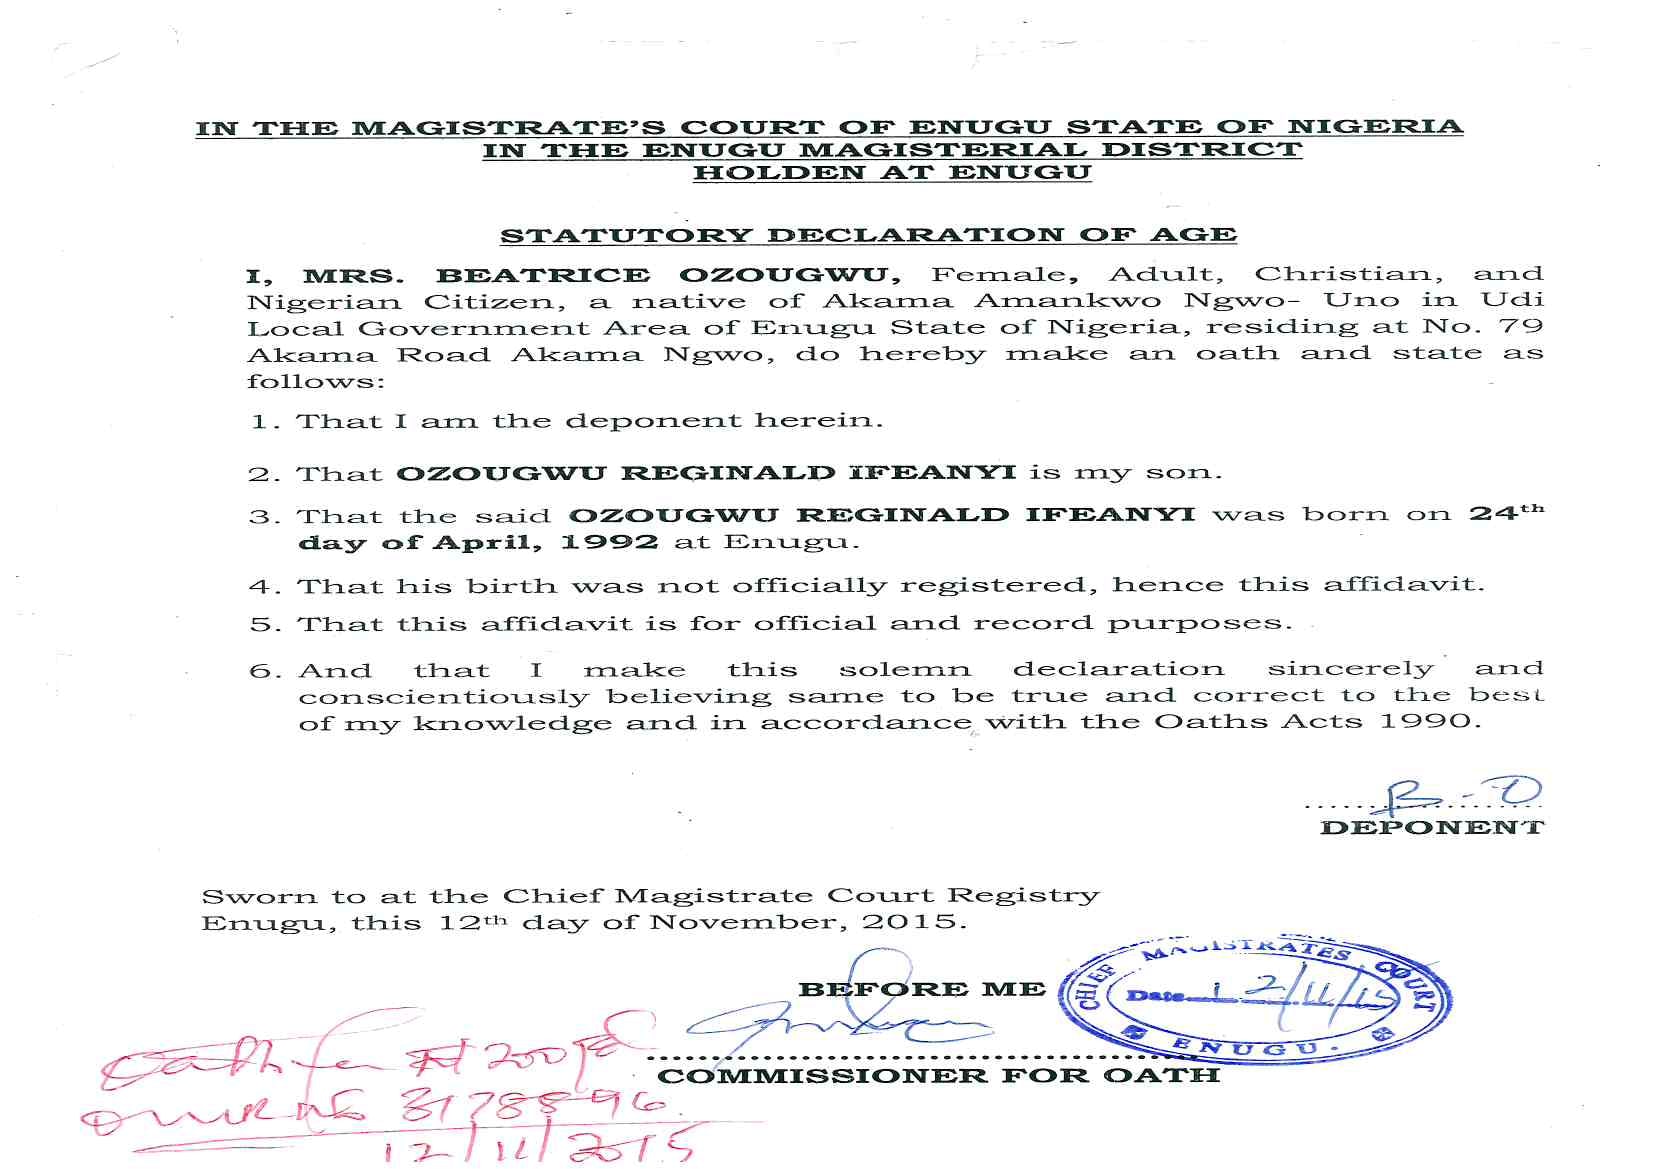 IN THE MAGISTRATE'S COURT OF ENUGU STATE OF NIGERIA
IN THE ENUGU MAGISTERIAL DISTRICT
HOLDEN AT ENUGU
STATUTORY DECLARATION OF AGE
I, MRS. BEATRICE OZOUGWU, Female, Adult, Christian, and
Nigerian Citizen, a native of Akama Amankwo Ngwo- Uno in Udi
Local Government Area of Enugu State of Nigeria, residing at No. 79
Akama Road Akama Ngwo, do hereby make an oath and state as
follows:
1. That I am the deponent herein.
2. That OZOUGWU REGINALD IFEANYI is my son.
3. That the said OZOUGWU REGINALD IFEANYI was born on 24th
day of April, 1992 at Enugu.
4. That his birth was not officially registered, hence this affidavit.
5. That this affidavit is for official and record purposes.
6. And that I make this solemn declaration sincerely and
conscientiously believing same to be true and correct to the best
of my knowledge and in accordance with the Oaths Acts 1990.
B-O
DEPONENT
Sworn to at the Chief Magistrate Court Registry
Enugu, this 12th day of November, 2015.
BEFORE ME
CHIEF MAGISTRATES COURT
Date 12/11/15
ENUGU.
COMMISSIONER FOR OATH
200
3178896
12/11/2015